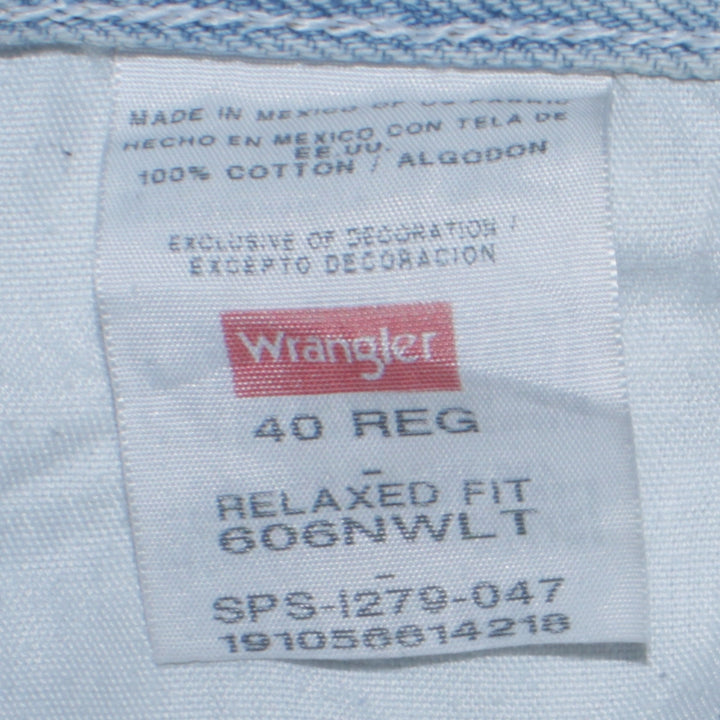 MADE IN MEXICO OF US FABRIC
HECHO EN MEXICO CON TELA DE
EE.UU.
100% COTTON / ALGODON
EXCLUSIVE OF DECORATION /
EXCEPTO DECORACION
Wrangler
40 REG
-
RELAXED FIT
606NWLT
-
SPS-1279-047